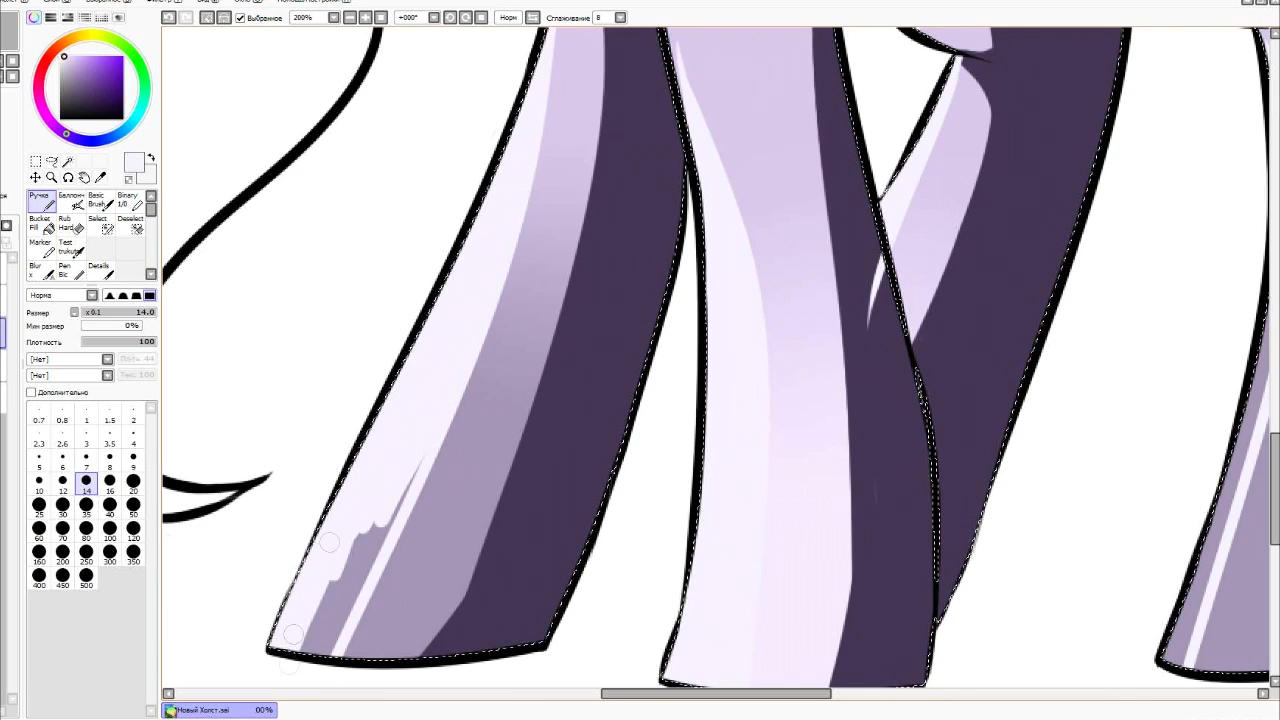 Выбранное 200% +000° Норм Сглаживание 8
Ручка Баллонч Basic Brush Binary 1/0
Bucket Fill Rub Hard Select Deselect
Marker Test
Blur x Pen Bic Details
Норма
Размер x 0.1 14.0
Мин размер 0%
Плотность 100
[Нет]
[Нет]
Дополнительно
0.7 0.8 1 1.5 2
2.3 2.6 3 3.5 4
5 6 7 8 9
10 12 14 16 20
25 30 35 40 50
60 70 80 100 120
160 200 250 300 350
400 450 500
Новый Холст.sai 00%